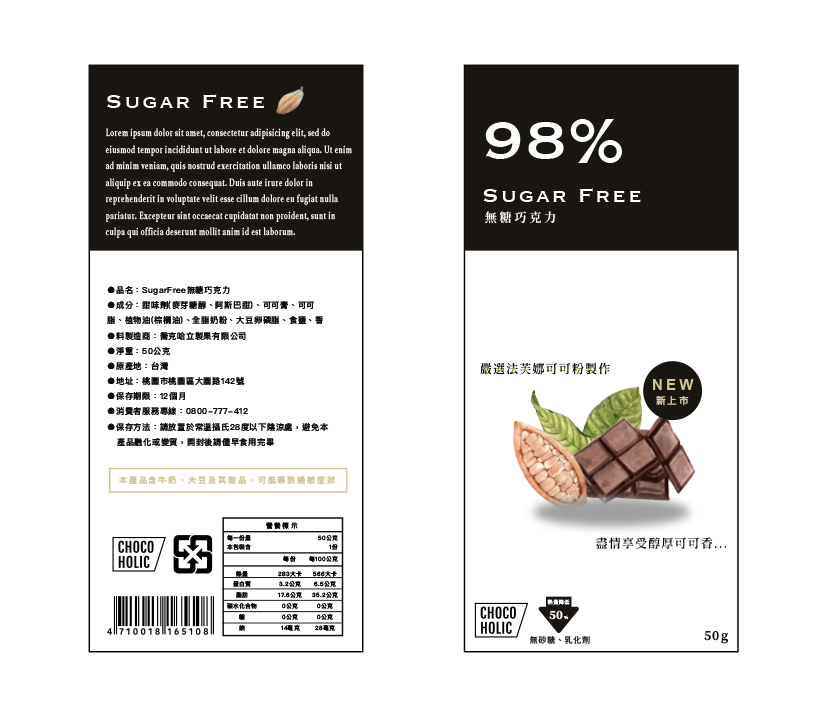 SUGAR FREE
Lorem ipsum dolor sit amet, consectetur adipisicing elit, sed do
eiusmod tempor incididunt ut labore et dolore magna aliqua. Ut enim
ad minim veniam, quis nostrud exercitation ullamco laboris nisi ut
aliquip ex ea commodo consequat. Duis aute irure dolor in
reprehenderit in voluptate velit esse cillum dolore eu fugiat nulla
pariatur. Excepteur sint occaecat cupidatat non proident, sunt in
culpa qui officia deserunt mollit anim id est laborum.
●品名：SugarFree無糖巧克力
●成分：甜味劑(麥芽糖醇、阿斯巴甜)、可可膏、可可
脂、植物油(棕櫚油)、全脂奶粉、大豆卵磷脂、食鹽、香
●料製造商：喬克哈立製果有限公司
●淨重：50公克
●原產地：台灣
●地址：桃園市桃園區大圓路142號
●保存期限：12個月
●消費者服務專線：0800-777-412
●保存方法：請放置於常溫攝氏28度以下陰涼處，避免本
產品融化或變質，開封後請儘早食用完畢
本產品含牛奶、大豆及其製品，可能導致過敏症狀
CHOCO
HOLIC
營養標示
每一份量 50公克
本包裝含 1份
每份 每100公克
熱量 283大卡 566大卡
蛋白質 3.2公克 6.5公克
脂肪 17.6公克 35.2公克
碳水化合物 0公克 0公克
糖 0公克 0公克
鈉 14毫克 28毫克
4 710018 165108
98%
SUGAR FREE
無糖巧克力
嚴選法芙娜可可粉製作
NEW
新上市
盡情享受醇厚可可香...
CHOCO
HOLIC
熱量降低
50%
無砂糖、乳化劑
50g